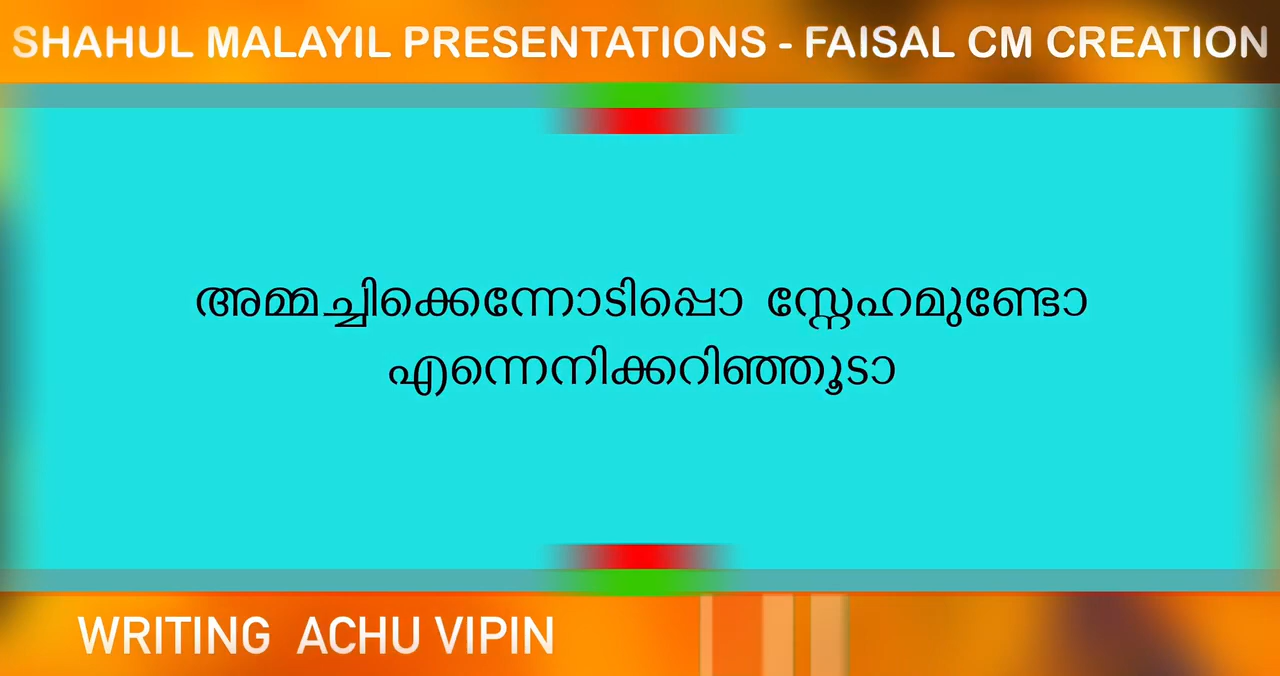 SHAHUL MALAYIL PRESENTATIONS - FAISAL CM CREATION
അമ്മച്ചിക്കെന്നോടിപ്പൊ സ്നേഹമുണ്ടോ
എന്നെനിക്കറിഞ്ഞൂടാ
WRITING ACHU VIPIN